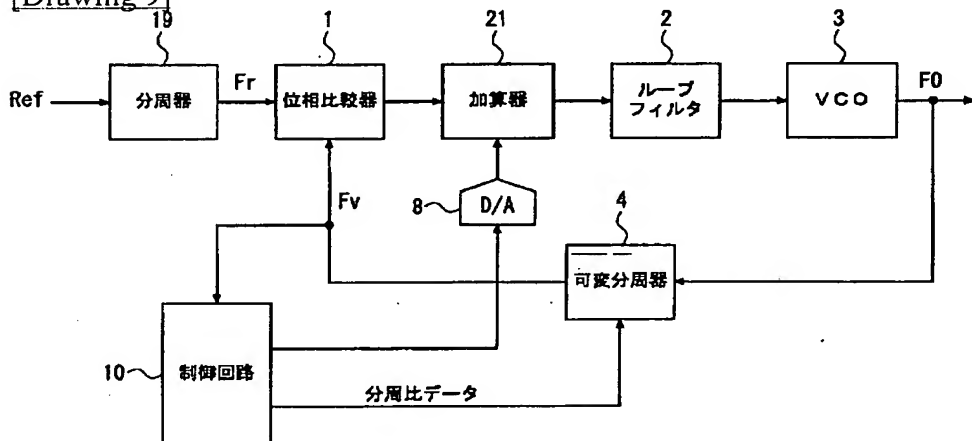 [Drawing 9]
19
1
21
2
3
Ref
分周器
Fr
位相比較器
加算器
ループ
フィルタ
VCO
F0
Fv
8
D/A
4
可変分周器
10
制御回路
分周比データ